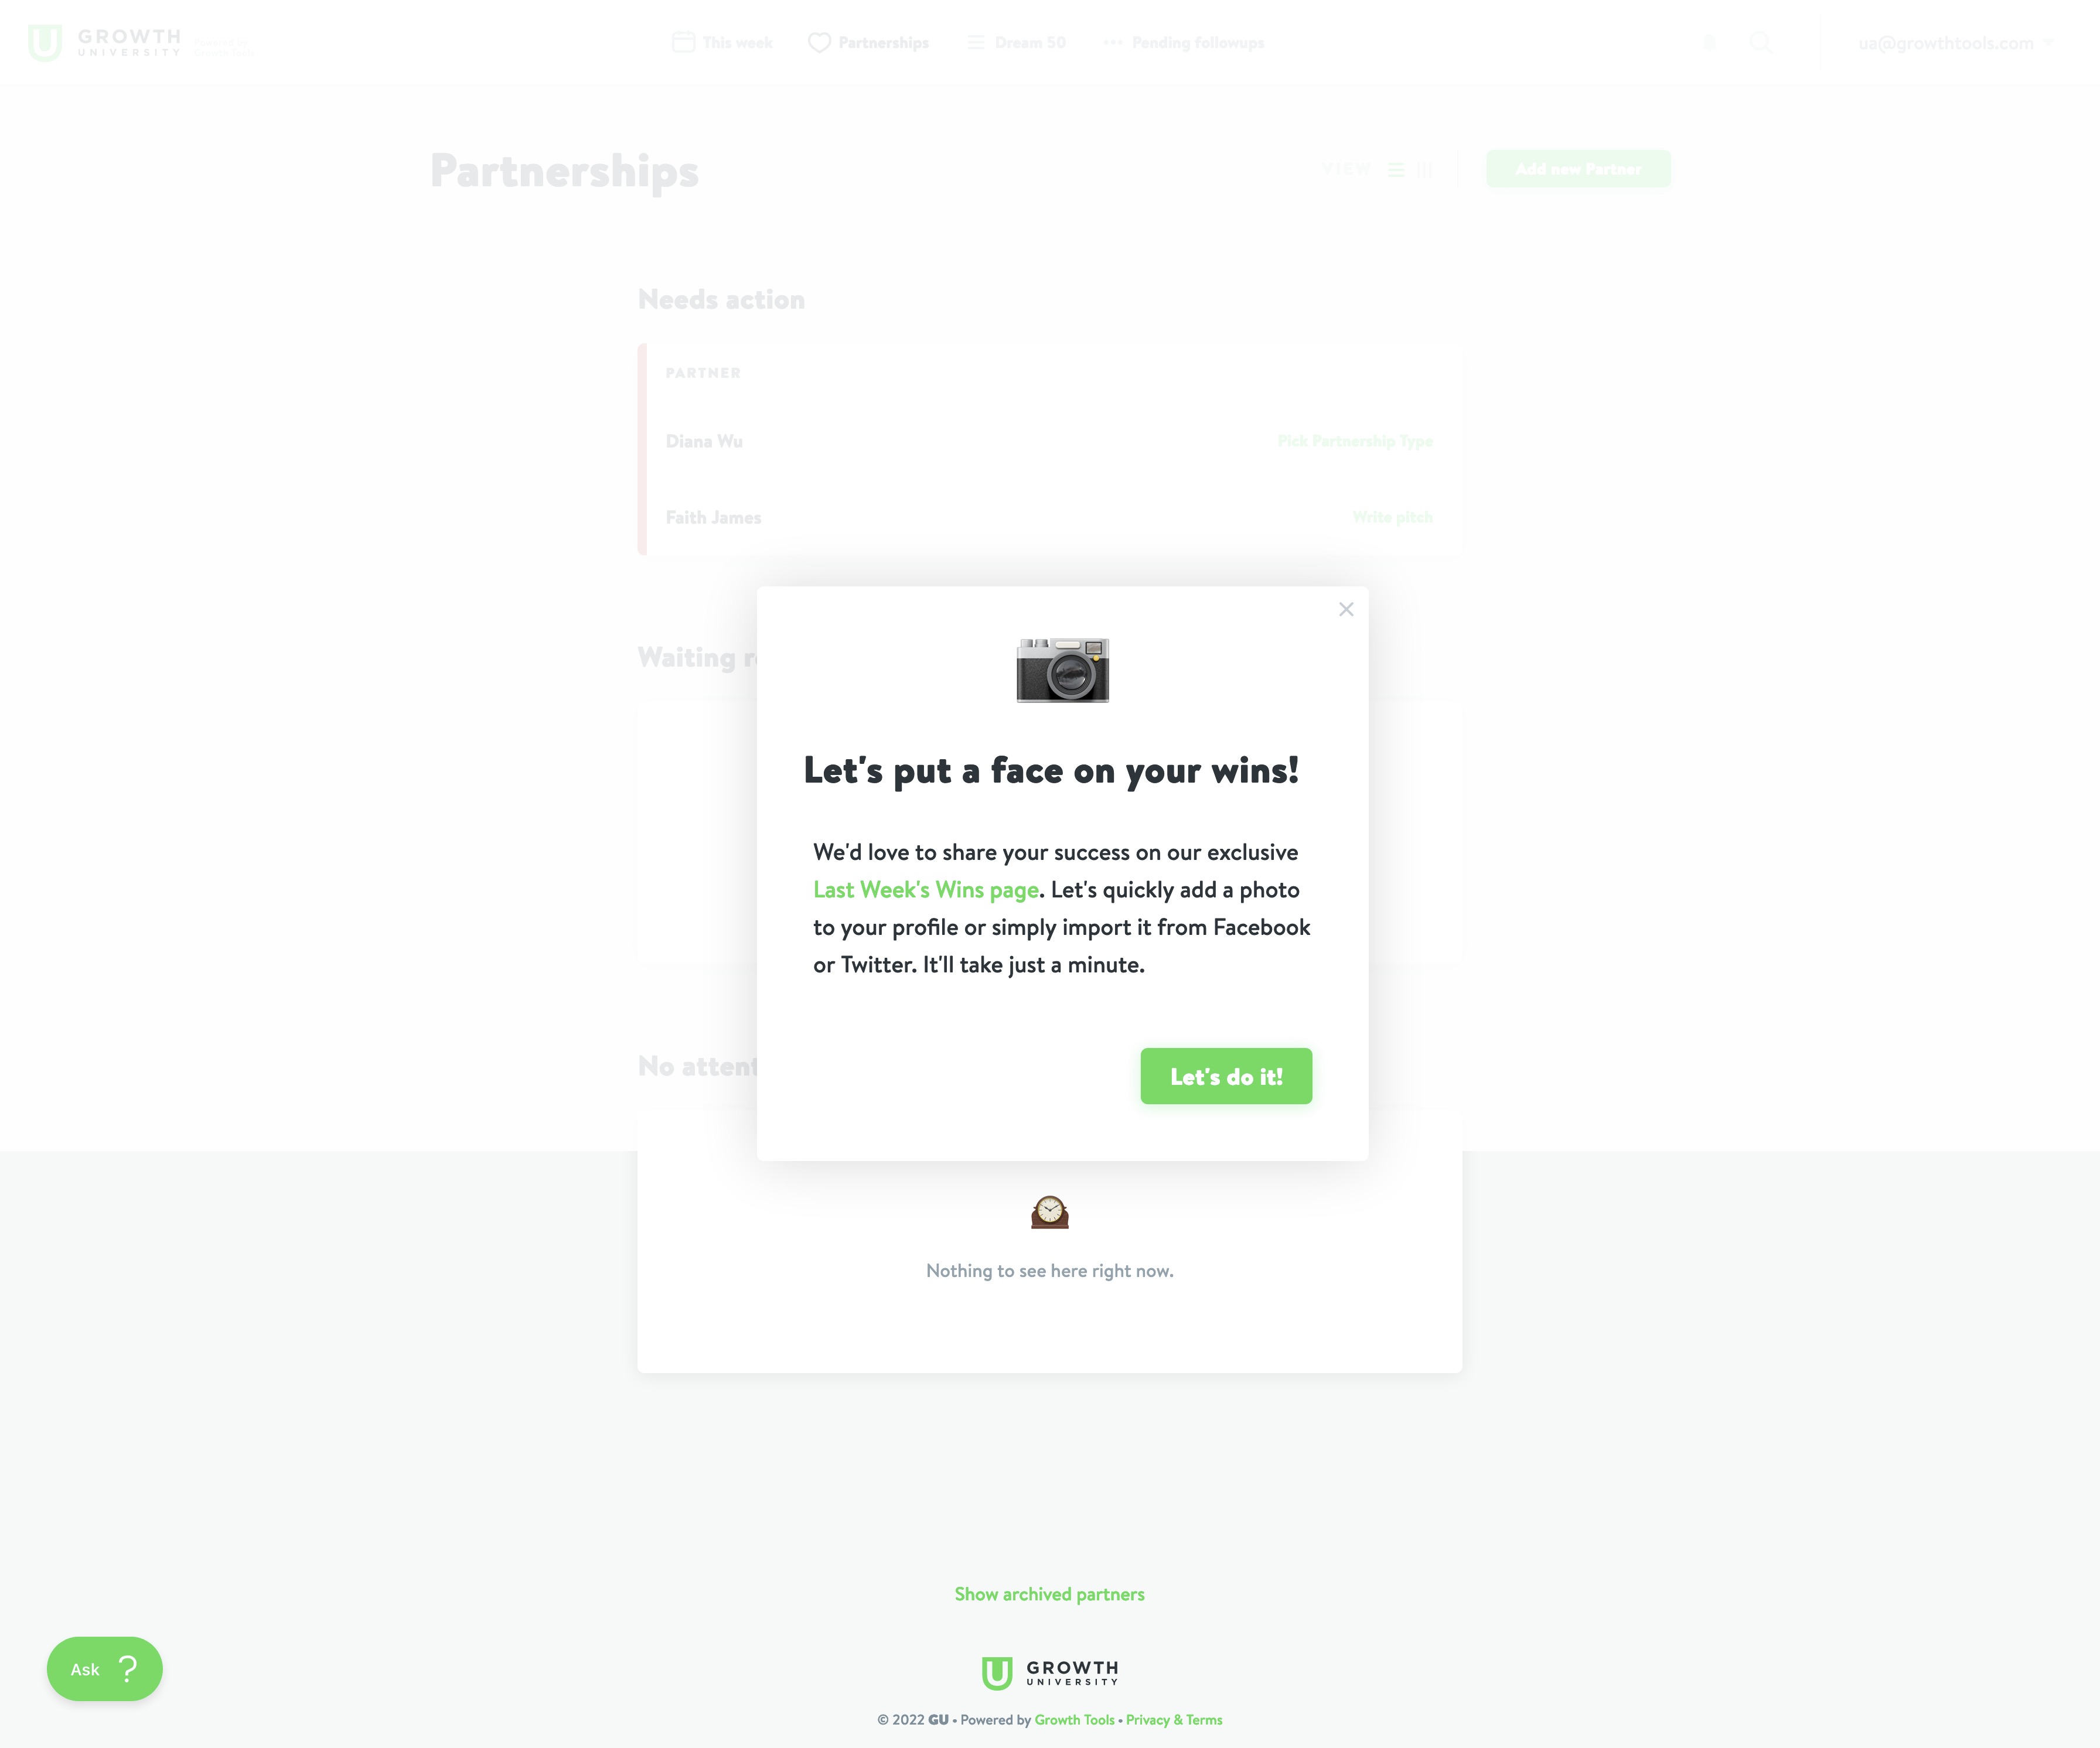 GROWTH
UNIVERSITY
This week
Partnerships
Dream 50
Pending followups
ua@growthtools.com
Partnerships
VIEW
Add new Partner
Needs action
PARTNER
Diana Wu
Pick Partnership Type
Faith James
Write pitch
Waiting
Let's put a face on your wins!
We'd love to share your success on our exclusive
Last Week's Wins page. Let's quickly add a photo
to your profile or simply import it from Facebook
or Twitter. It'll take just a minute.
Let's do it!
No attent
Nothing to see here right now.
Show archived partners
Ask ?
GROWTH
UNIVERSITY
© 2022 GU • Powered by Growth Tools • Privacy & Terms